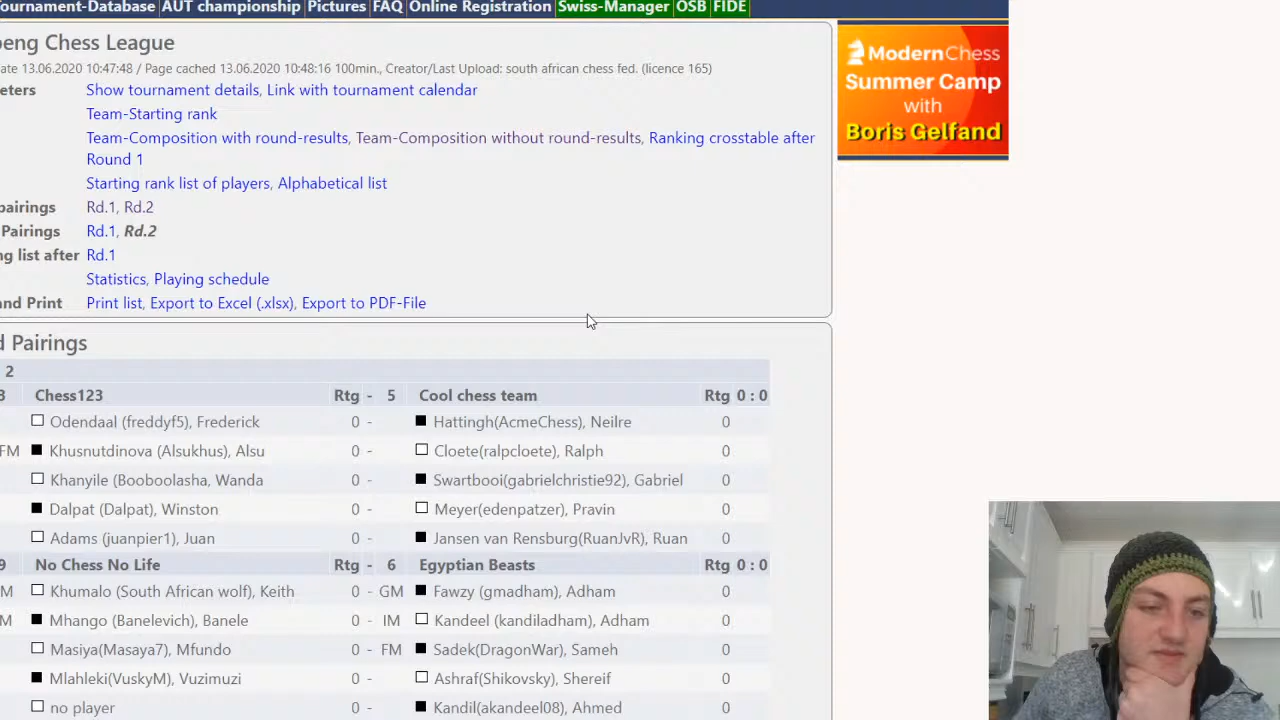 ournament-Database AUT championship Pictures FAQ Online Registration Swiss-Manager OSB FIDE
eng Chess League
ate 13.06.2020 10:47:48 / Page cached 13.06.2020 10:48:16 100min., Creator/Last Upload: south african chess fed. (licence 165)
eters Show tournament details, Link with tournament calendar
Team-Starting rank
Team-Composition with round-results, Team-Composition without round-results, Ranking crosstable after
Round 1
Starting rank list of players, Alphabetical list
pairings Rd.1, Rd.2
Pairings Rd.1, Rd.2
ng list after Rd.1
Statistics, Playing schedule
and Print Print list, Export to Excel (.xlsx), Export to PDF-File
ModernChess
Summer Camp
with
Boris Gelfand
d Pairings
2
3 Chess123 Rtg - 5 Cool chess team Rtg 0 : 0
Odendaal (freddyf5), Frederick 0 - Hattingh(AcmeChess), Neilre 0
FM Khusnutdinova (Alsukhus), Alsu 0 - Cloete(ralpcloete), Ralph 0
Khanyile (Booboolasha, Wanda 0 - Swartbooi(gabrielchristie92), Gabriel 0
Dalpat (Dalpat), Winston 0 - Meyer(edenpatzer), Pravin 0
Adams (juanpier1), Juan 0 - Jansen van Rensburg(RuanJvR), Ruan 0
9 No Chess No Life Rtg - 6 Egyptian Beasts Rtg 0 : 0
M Khumalo (South African wolf), Keith 0 - GM Fawzy (gmadham), Adham 0
M Mhango (Banelevich), Banele 0 - IM Kandeel (kandiladham), Adham 0
Masiya(Masaya7), Mfundo 0 - FM Sadek(DragonWar), Sameh 0
Mlahleki(VuskyM), Vuzimuzi 0 - Ashraf(Shikovsky), Shereif 0
no player 0 - Kandil(akandeel08), Ahmed 0